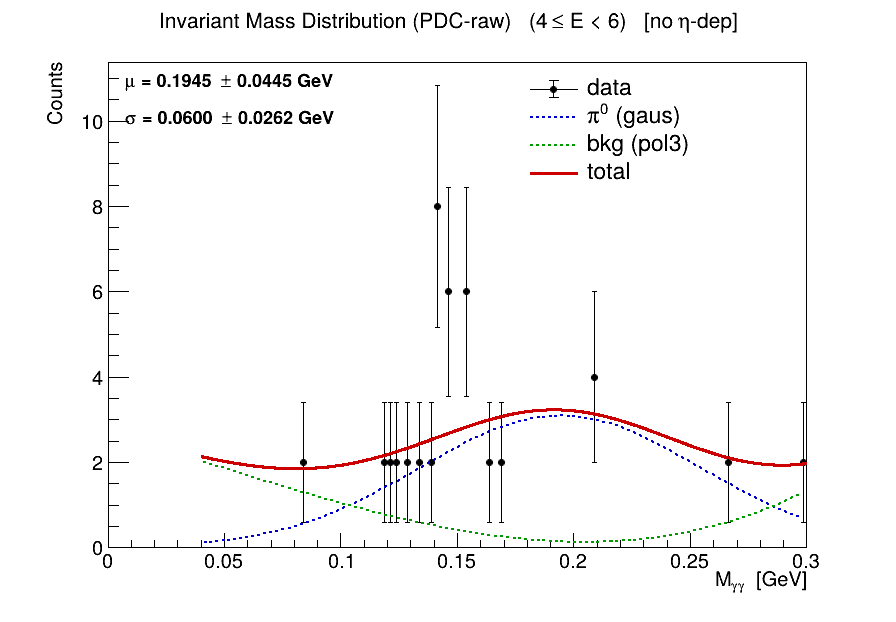 Invariant Mass Distribution (PDC-raw) (4 ≤ E < 6) [no η-dep]
Counts
μ = 0.1945 ± 0.0445 GeV
σ = 0.0600 ± 0.0262 GeV
data
π⁰ (gaus)
bkg (pol3)
total
10
8
6
4
2
0
0 0.05 0.1 0.15 0.2 0.25 0.3
Mγγ [GeV]